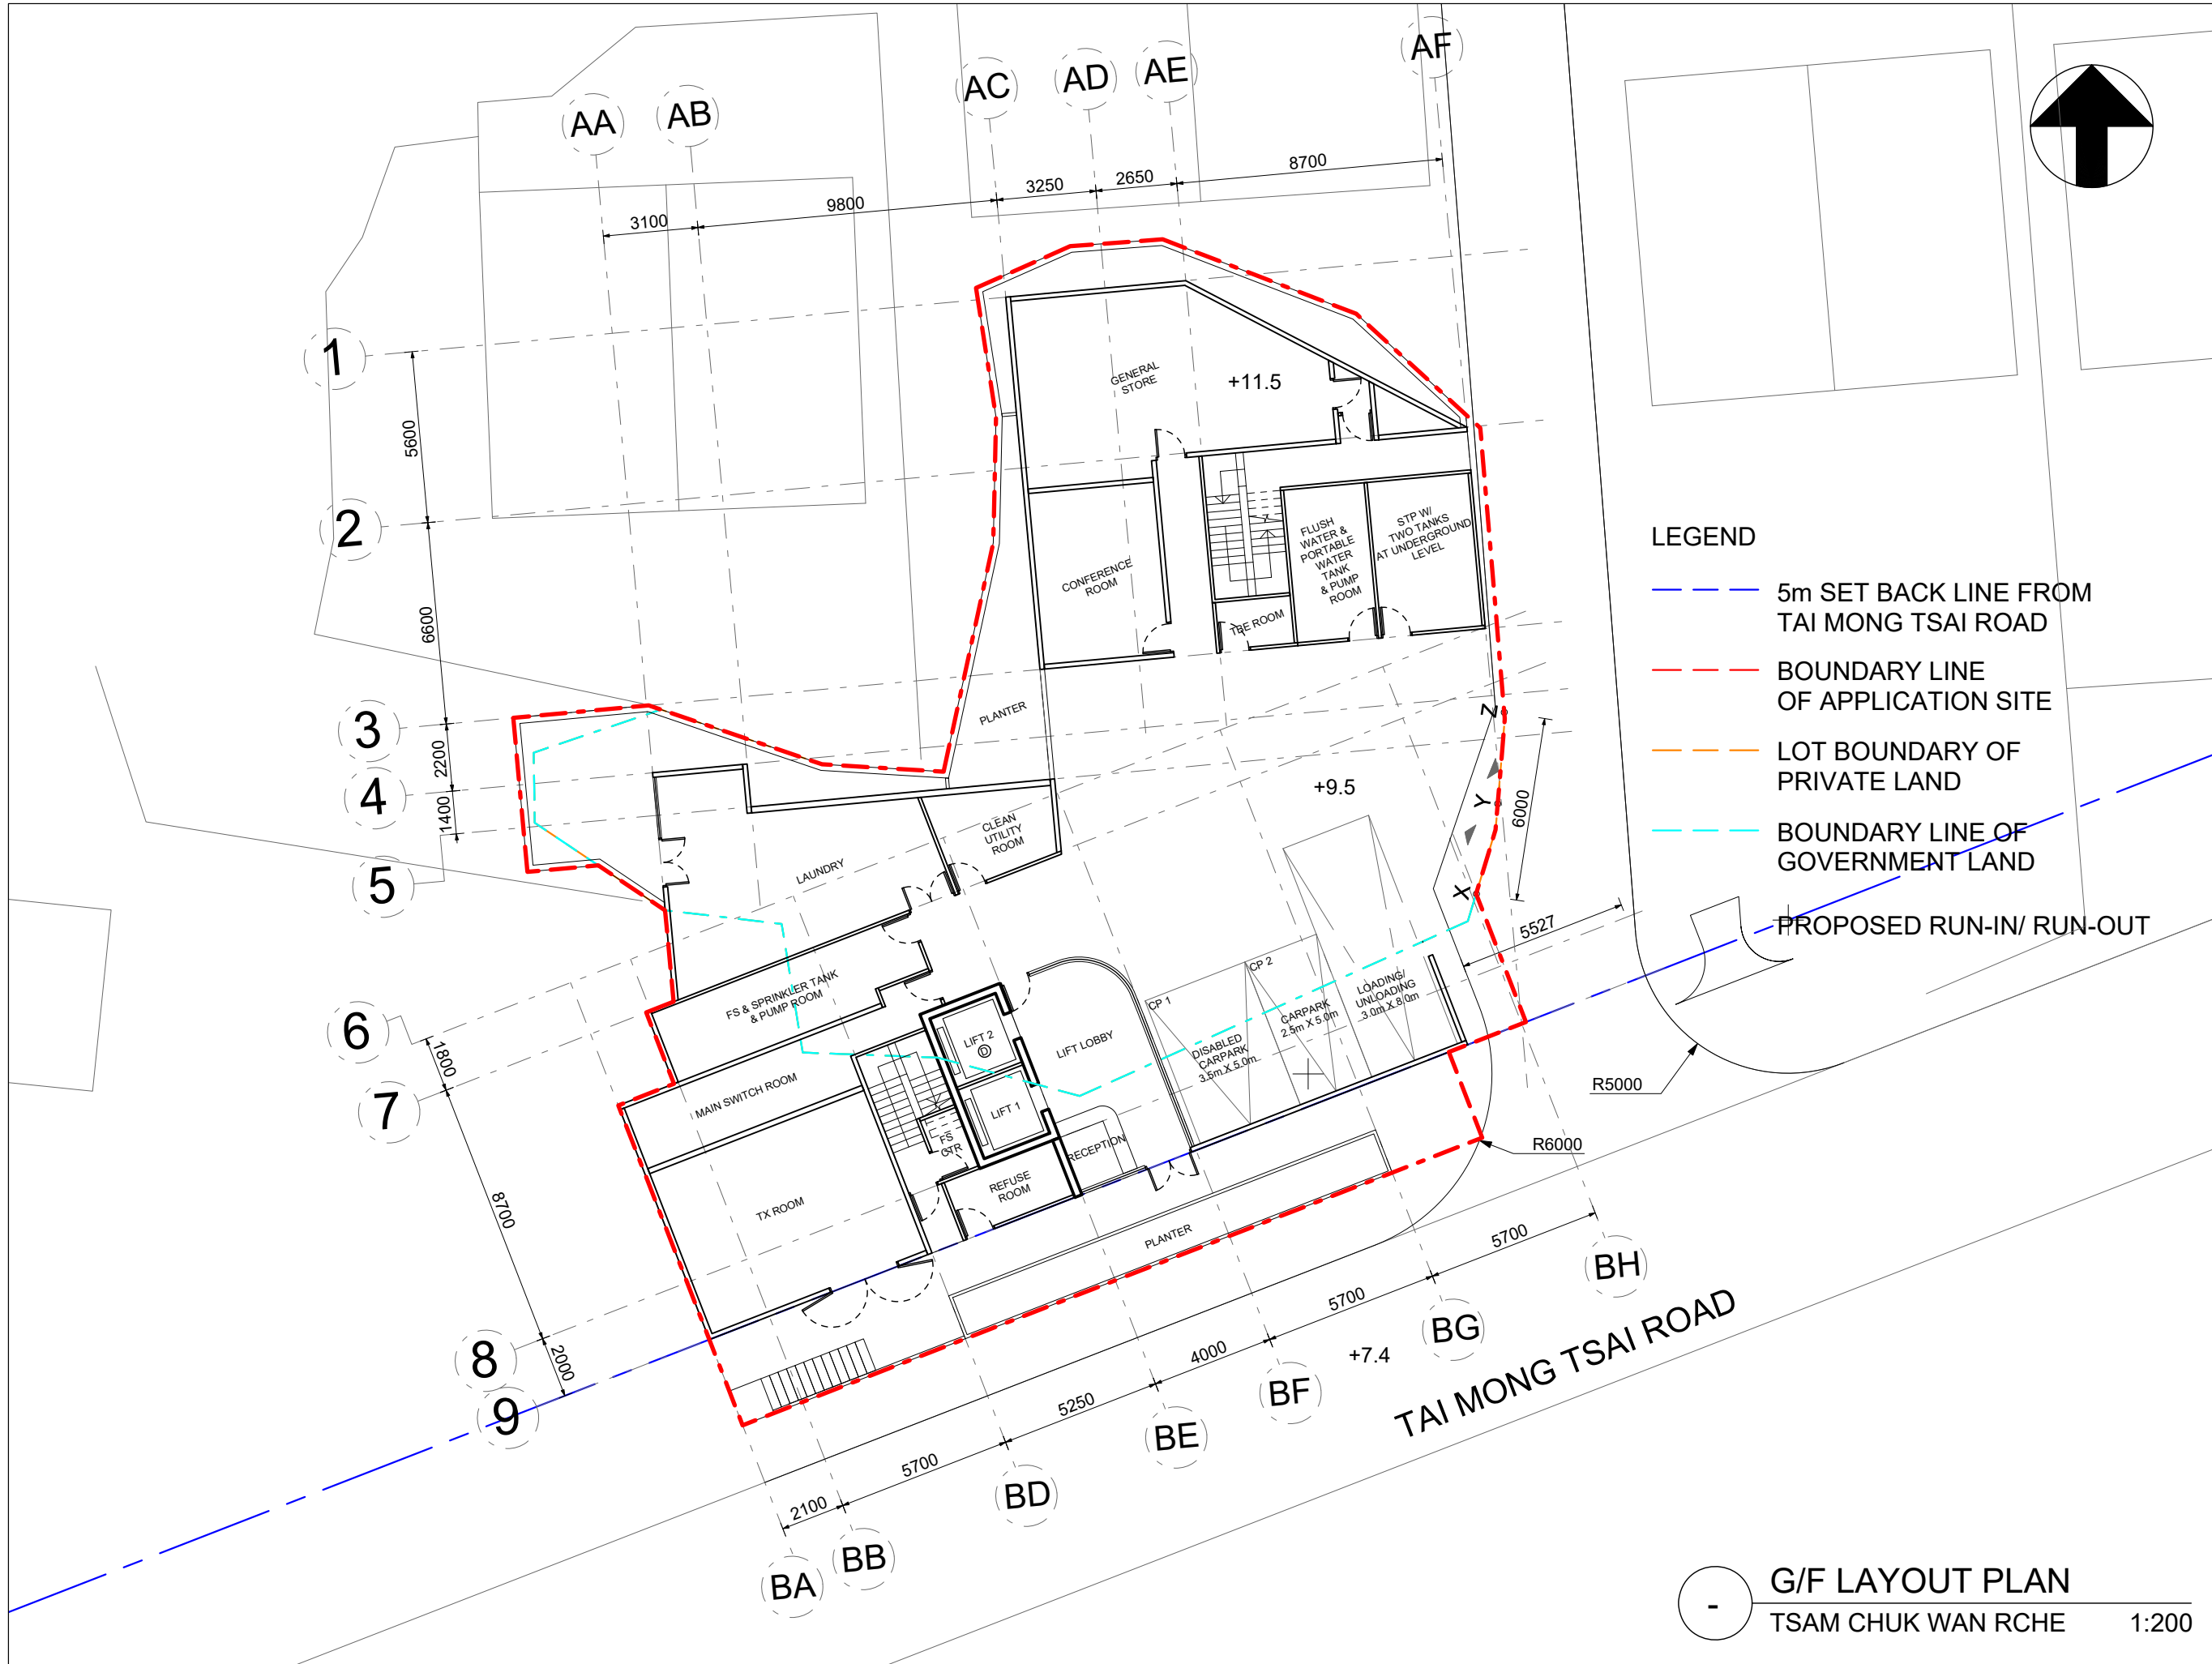 AA
AB
AC
AD
AE
AF
3100
9800
3250
2650
8700
1
2
3
4
5
5600
6600
2200
1400
GENERAL
STORE
+11.5
CONFERENCE
ROOM
FLUSH
WATER &
PORTABLE
WATER
TANK
& PUMP
ROOM
STP W/
TWO TANKS
AT UNDERGROUND
LEVEL
TBE ROOM
PLANTER
+9.5
Z
Y
X
6000
5527
LEGEND
5m SET BACK LINE FROM
TAI MONG TSAI ROAD
BOUNDARY LINE
OF APPLICATION SITE
LOT BOUNDARY OF
PRIVATE LAND
BOUNDARY LINE OF
GOVERNMENT LAND
PROPOSED RUN-IN/ RUN-OUT
CLEAN
UTILITY
ROOM
LAUNDRY
FS & SPRINKLER TANK
& PUMP ROOM
MAIN SWITCH ROOM
TX ROOM
LIFT 2
D
LIFT 1
LIFT LOBBY
FS
CTR
REFUSE
ROOM
RECEPTION
CP 1
CP 2
DISABLED
CARPARK
3.5m X 5.0m
CARPARK
2.5m X 5.0m
LOADING/
UNLOADING
3.0m X 8.0m
PLANTER
R5000
R6000
6
7
8
9
1800
8700
2000
2100
5700
5250
4000
5700
5700
BA
BB
BD
BE
BF
BG
BH
+7.4
TAI MONG TSAI ROAD
-
G/F LAYOUT PLAN
TSAM CHUK WAN RCHE 1:200